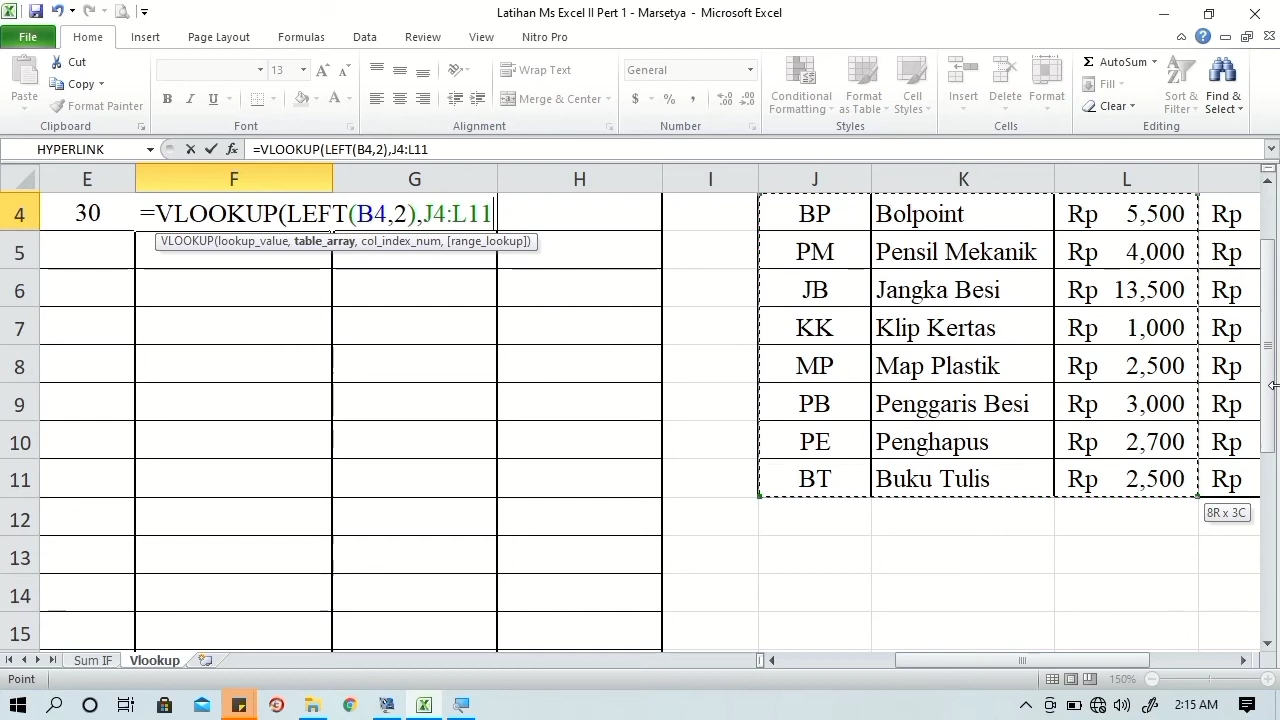 Latihan Ms Excel II Pert 1 - Marsetya - Microsoft Excel
File Home Insert Page Layout Formulas Data Review View Nitro Pro
Paste
Cut
Copy
Format Painter
Clipboard
13
B I U
Font
Wrap Text
Merge & Center
Alignment
General
$ % ,
Number
Conditional Formatting
Format as Table
Cell Styles
Styles
Insert Delete Format
Cells
AutoSum
Fill
Clear
Sort & Filter
Find & Select
Editing
HYPERLINK fx =VLOOKUP(LEFT(B4,2),J4:L11
E F G H I J K L
4 30 =VLOOKUP(LEFT(B4,2),J4:L11 BP Bolpoint Rp 5,500 Rp
VLOOKUP(lookup_value, table_array, col_index_num, [range_lookup])
5 PM Pensil Mekanik Rp 4,000 Rp
6 JB Jangka Besi Rp 13,500 Rp
7 KK Klip Kertas Rp 1,000 Rp
8 MP Map Plastik Rp 2,500 Rp
9 PB Penggaris Besi Rp 3,000 Rp
10 PE Penghapus Rp 2,700 Rp
11 BT Buku Tulis Rp 2,500 Rp
8R x 3C
12
13
14
15
Sum IF Vlookup
Point 150%
2:15 AM